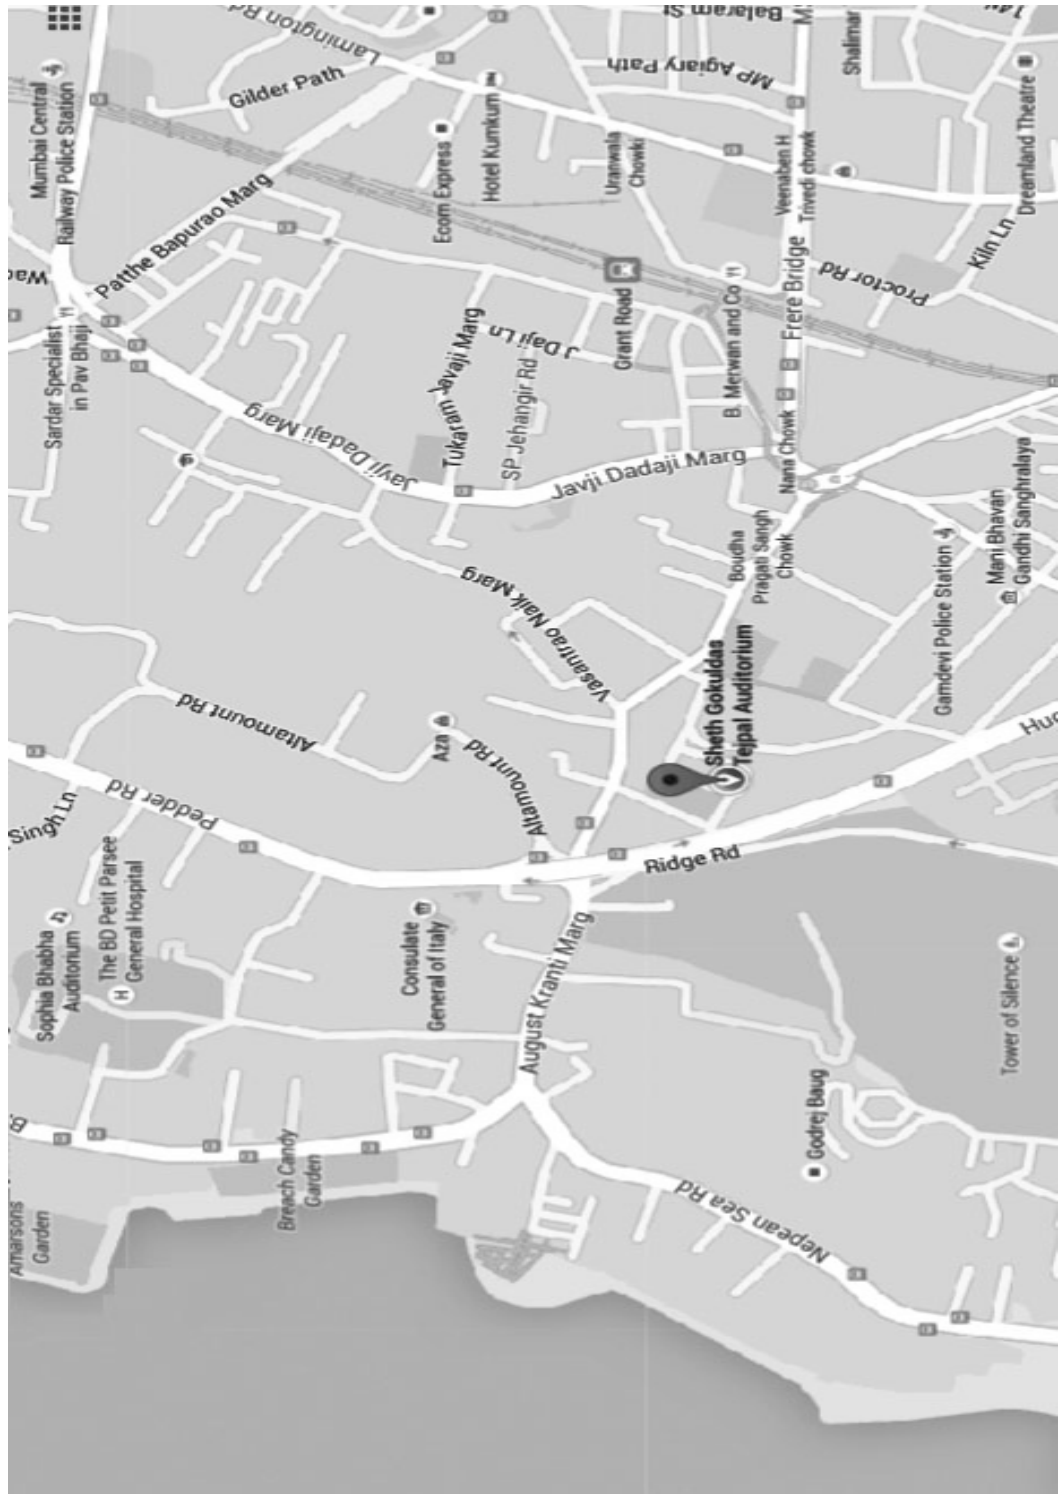 Lamington Rd
Balaram St
Gilder Path
MP Agiary Path
Shalimar
Mumbai Central
Railway Police Station
Hotel Kumkum
Ecom Express
Uranwala
Chowki
Veenaben H
Trivedi chowk
Dreamland Theatre
Patthe Bapurao Marg
Kiln Ln
Proctor Rd
Frere Bridge
Grant Road
B. Merwan and Co
Sardar Specialist
in Pav Bhaji
J Daji Ln
Tukaram Javaji Marg
SP Jehangir Rd
Javji Dadaji Marg
Javji Dadaji Marg
Nana Chowk
Boudha
Pragati Sangh
Chowk
Mani Bhavan
Gandhi Sanghralaya
Gamdevi Police Station
Vasantrao Naik Marg
Altamount Rd
Aza
Altamount Rd
Altamount Rd
Sheth Gokuldas
Tejpal Auditorium
Pedder Rd
Singh Ln
Ridge Rd
The BD Petit Parsee
General Hospital
Sophia Bhabha
Auditorium
Consulate
General of Italy
August Kranti Marg
Tower of Silence
Godrej Baug
Breach Candy
Garden
Nepean Sea Rd
Amarsons
Garden